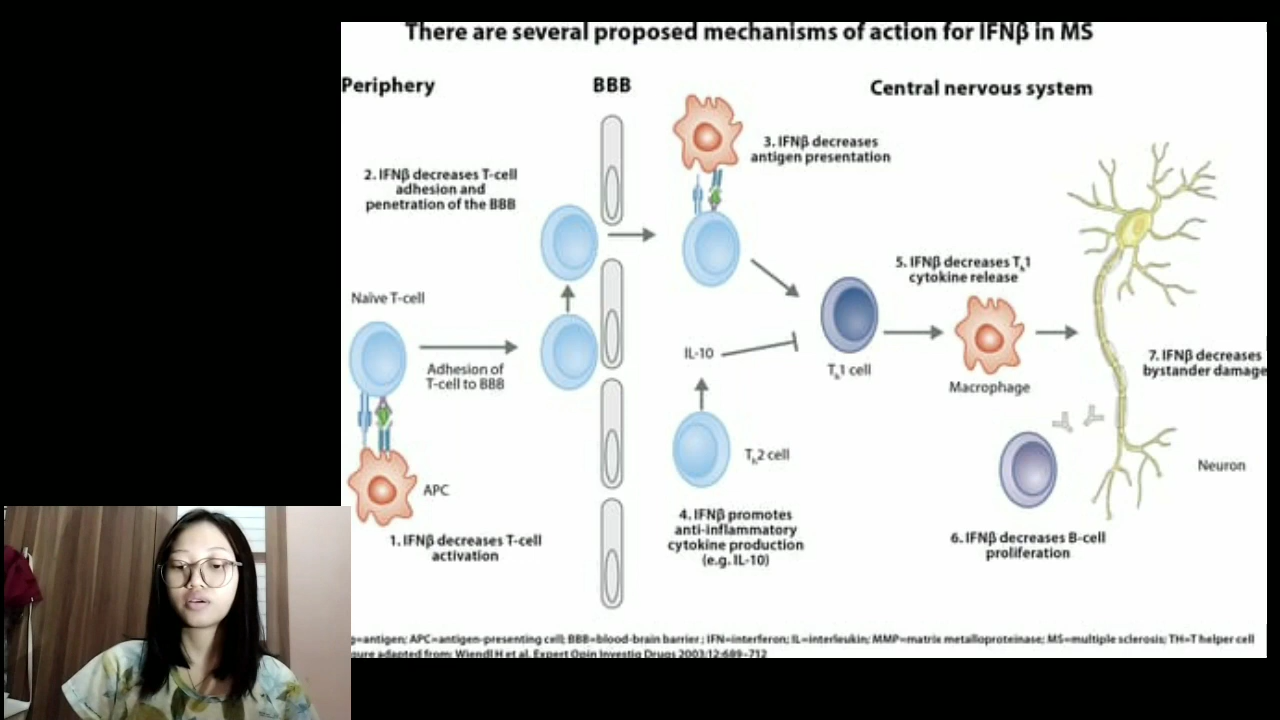 There are several proposed mechanisms of action for IFNβ in MS
Periphery
BBB
Central nervous system
3. IFNβ decreases
antigen presentation
2. IFNβ decreases T-cell
adhesion and
penetration of the BBB
5. IFNβ decreases Th1
cytokine release
Naïve T-cell
IL-10
Adhesion of
T-cell to BBB
Th1 cell
Macrophage
7. IFNβ decreases
bystander damage
Th2 cell
Neuron
APC
4. IFNβ promotes
anti-inflammatory
cytokine production
(e.g. IL-10)
1. IFNβ decreases T-cell
activation
6. IFNβ decreases B-cell
proliferation
g=antigen; APC=antigen-presenting cell; BBB=blood-brain barrier ; IFN=interferon; IL=interleukin; MMP=matrix metalloproteinase; MS=multiple sclerosis; TH=T helper cell
gure adapted from: Wiendl H et al. Expert Opin Investig Drugs 2003;12:689–712